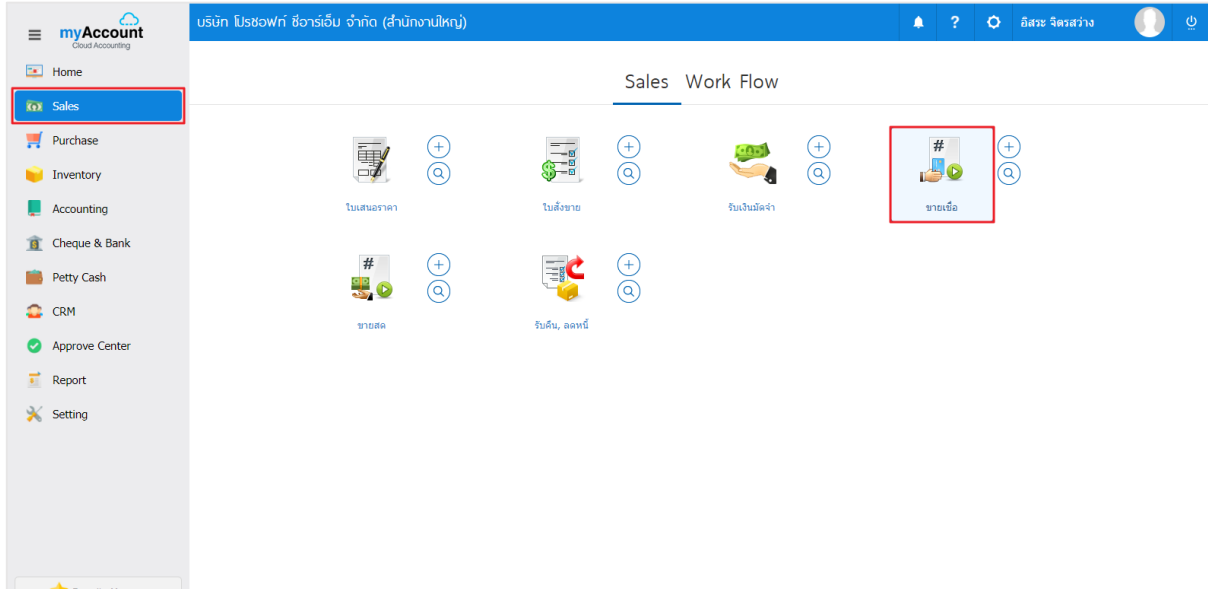 myAccount
Cloud Accounting
บริษัท โปรซอฟท์ ซีอาร์เอ็ม จำกัด (สำนักงานใหญ่)
?
อิสระ จิตรสว่าง
Home
Sales
Purchase
Inventory
Accounting
Cheque & Bank
Petty Cash
CRM
Approve Center
Report
Setting
Sales Work Flow
ใบเสนอราคา
ใบสั่งขาย
รับเงินมัดจำ
#
ขายเชื่อ
#
ขายสด
รับคืน, ลดหนี้